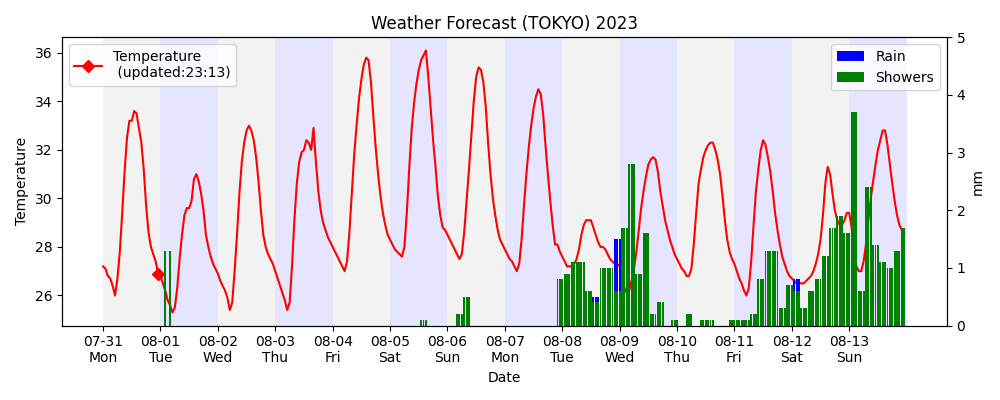 Weather Forecast (TOKYO) 2023
Temperature
(updated:23:13)
Rain
Showers
Temperature
36
34
32
30
28
26
5
4
3
2
1
0
mm
07-31 08-01 08-02 08-03 08-04 08-05 08-06 08-07 08-08 08-09 08-10 08-11 08-12 08-13
Mon Tue Wed Thu Fri Sat Sun Mon Tue Wed Thu Fri Sat Sun
Date